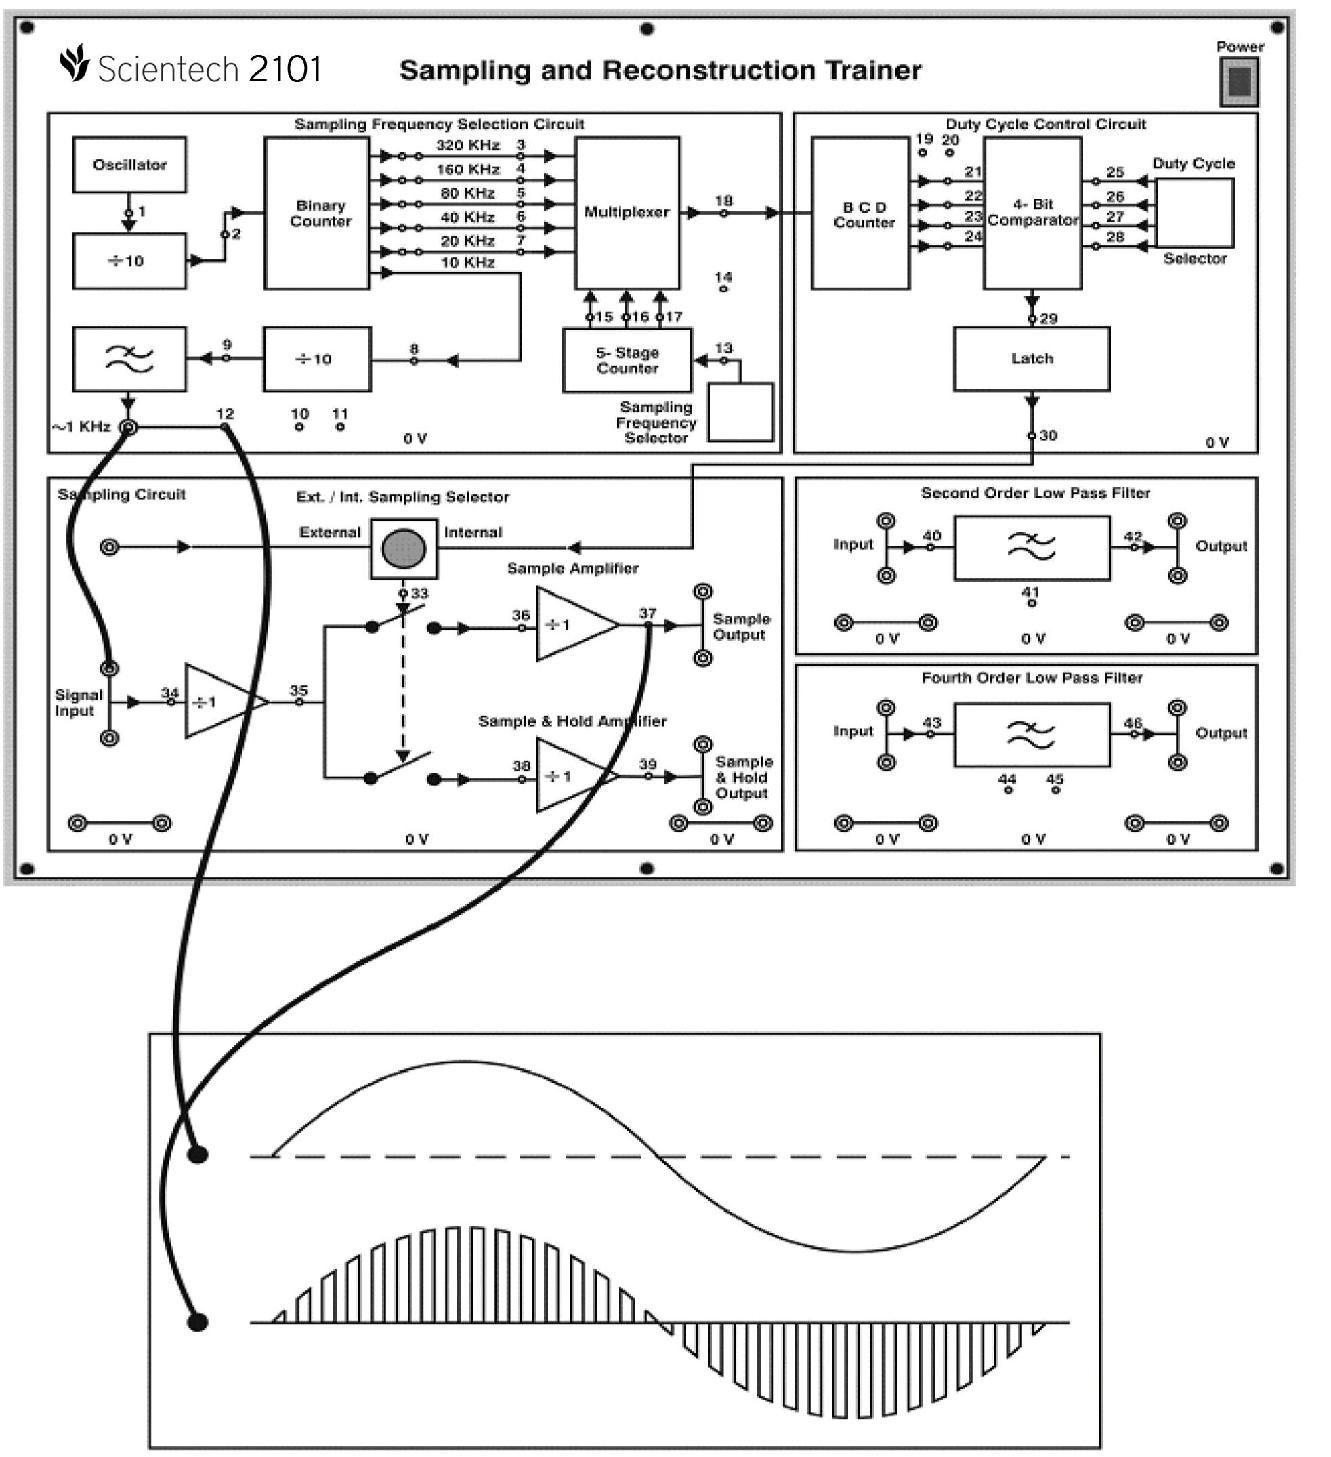 Scientech 2101
Sampling and Reconstruction Trainer
Power
Sampling Frequency Selection Circuit
Oscillator
1
÷10
2
Binary
Counter
320 KHz 3
160 KHz 4
80 KHz 5
40 KHz 6
20 KHz 7
10 KHz
Multiplexer
18
14
15 16 17
5- Stage
Counter
13
Sampling
Frequency
Selector
8
÷10
9
~1 KHz
12
10 11
0 V
Duty Cycle Control Circuit
19 20
B C D
Counter
21
22
23
24
4- Bit
Comparator
25
26
27
28
Duty Cycle
Selector
29
Latch
30
0 V
Sampling Circuit
Ext. / Int. Sampling Selector
External
Internal
33
Sample Amplifier
36
÷1
37
Sample
Output
Signal
Input
34
÷1
35
Sample & Hold Amplifier
38
÷1
39
Sample
& Hold
Output
0 V
0 V
0 V
Second Order Low Pass Filter
Input
40
42
Output
41
0 V
0 V
0 V
Fourth Order Low Pass Filter
Input
43
46
Output
44 45
0 V
0 V
0 V